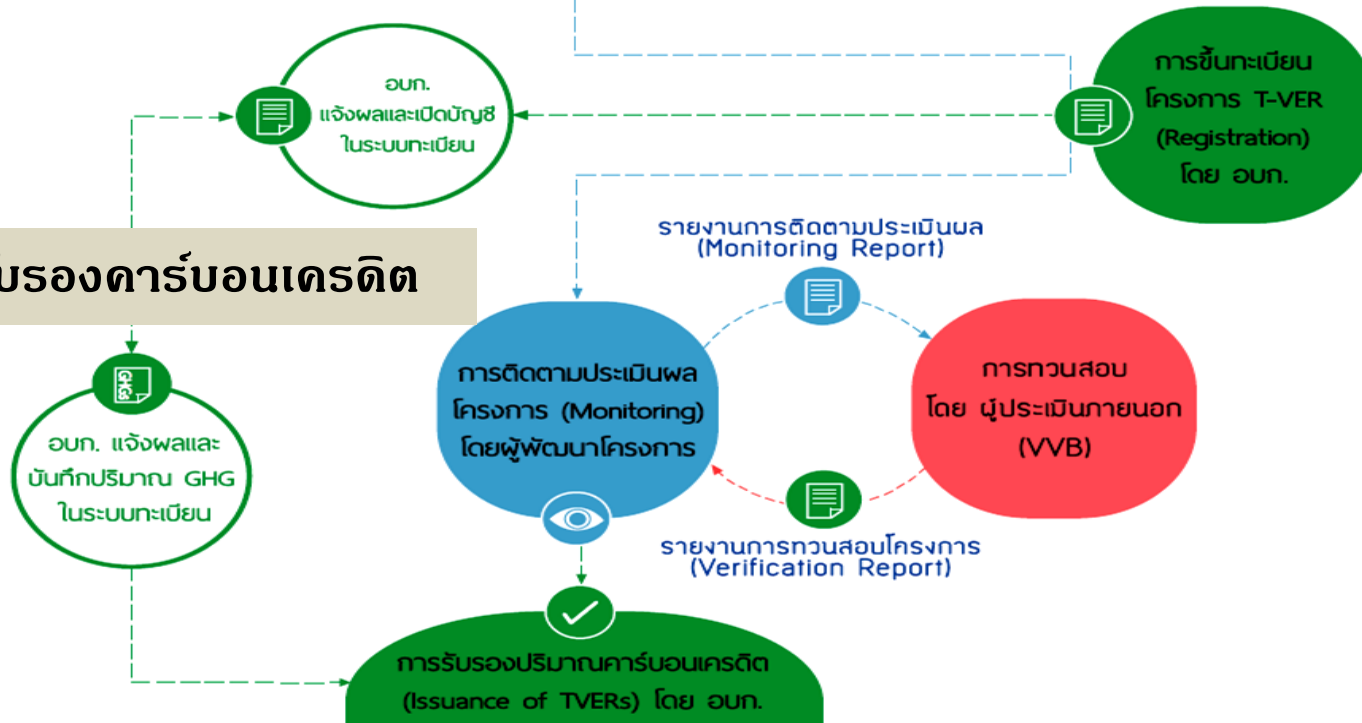 การขึ้นทะเบียน
โครงการ T-VER
(Registration)
โดย อบก.
อบก.
แจ้งผลและเปิดบัญชี
ในระบบทะเบียน
รายงานการติดตามประเมินผล
(Monitoring Report)
บรองคาร์บอนเครดิต
การติดตามประเมินผล
โครงการ (Monitoring)
โดยผู้พัฒนาโครงการ
การทวนสอบ
โดย ผู้ประเมินภายนอก
(VVB)
GHGs
อบก. แจ้งผลและ
บันทึกปริมาณ GHG
ในระบบทะเบียน
รายงานการทวนสอบโครงการ
(Verification Report)
การรับรองปริมาณคาร์บอนเครดิต
(Issuance of TVERs) โดย อบก.